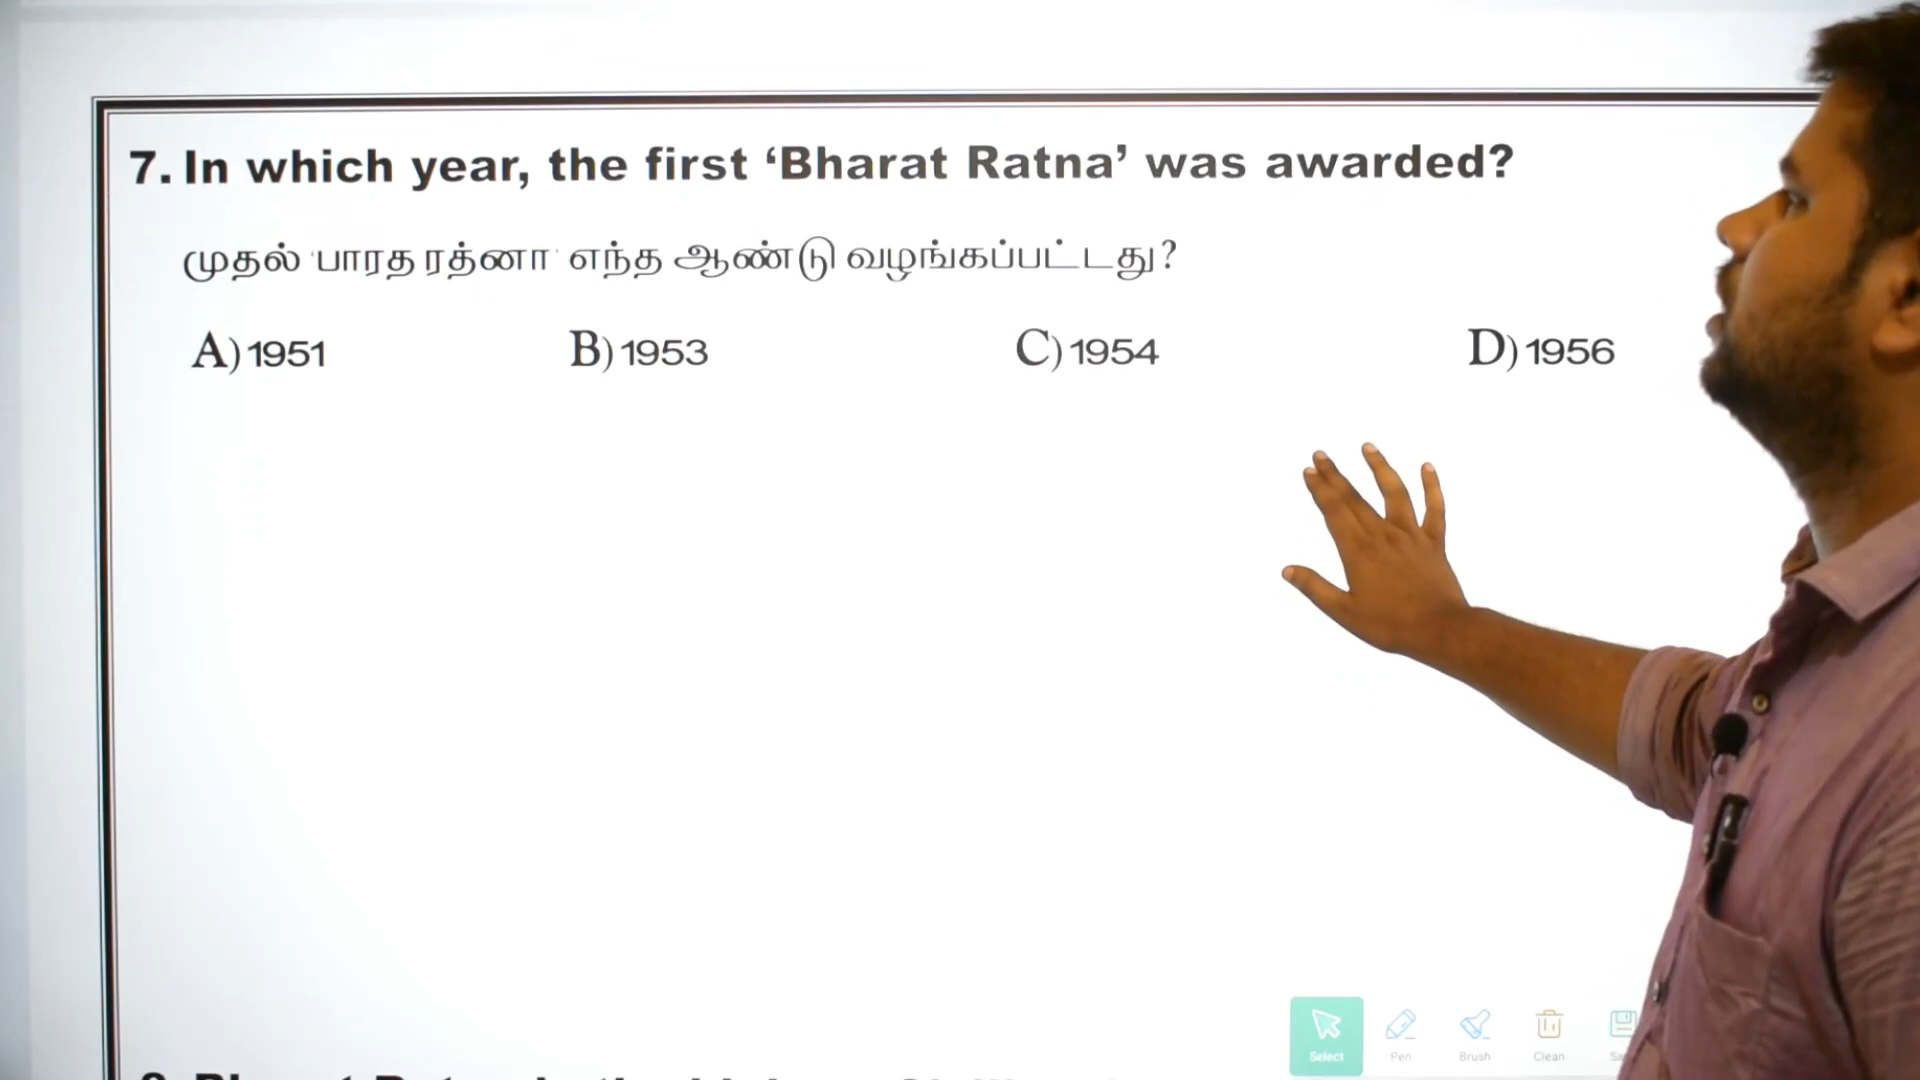 7. In which year, the first ‘Bharat Ratna’ was awarded?
முதல் 'பாரத ரத்னா' எந்த ஆண்டு வழங்கப்பட்டது?
A) 1951 B) 1953 C) 1954 D) 1956
Select Pen Brush Clean